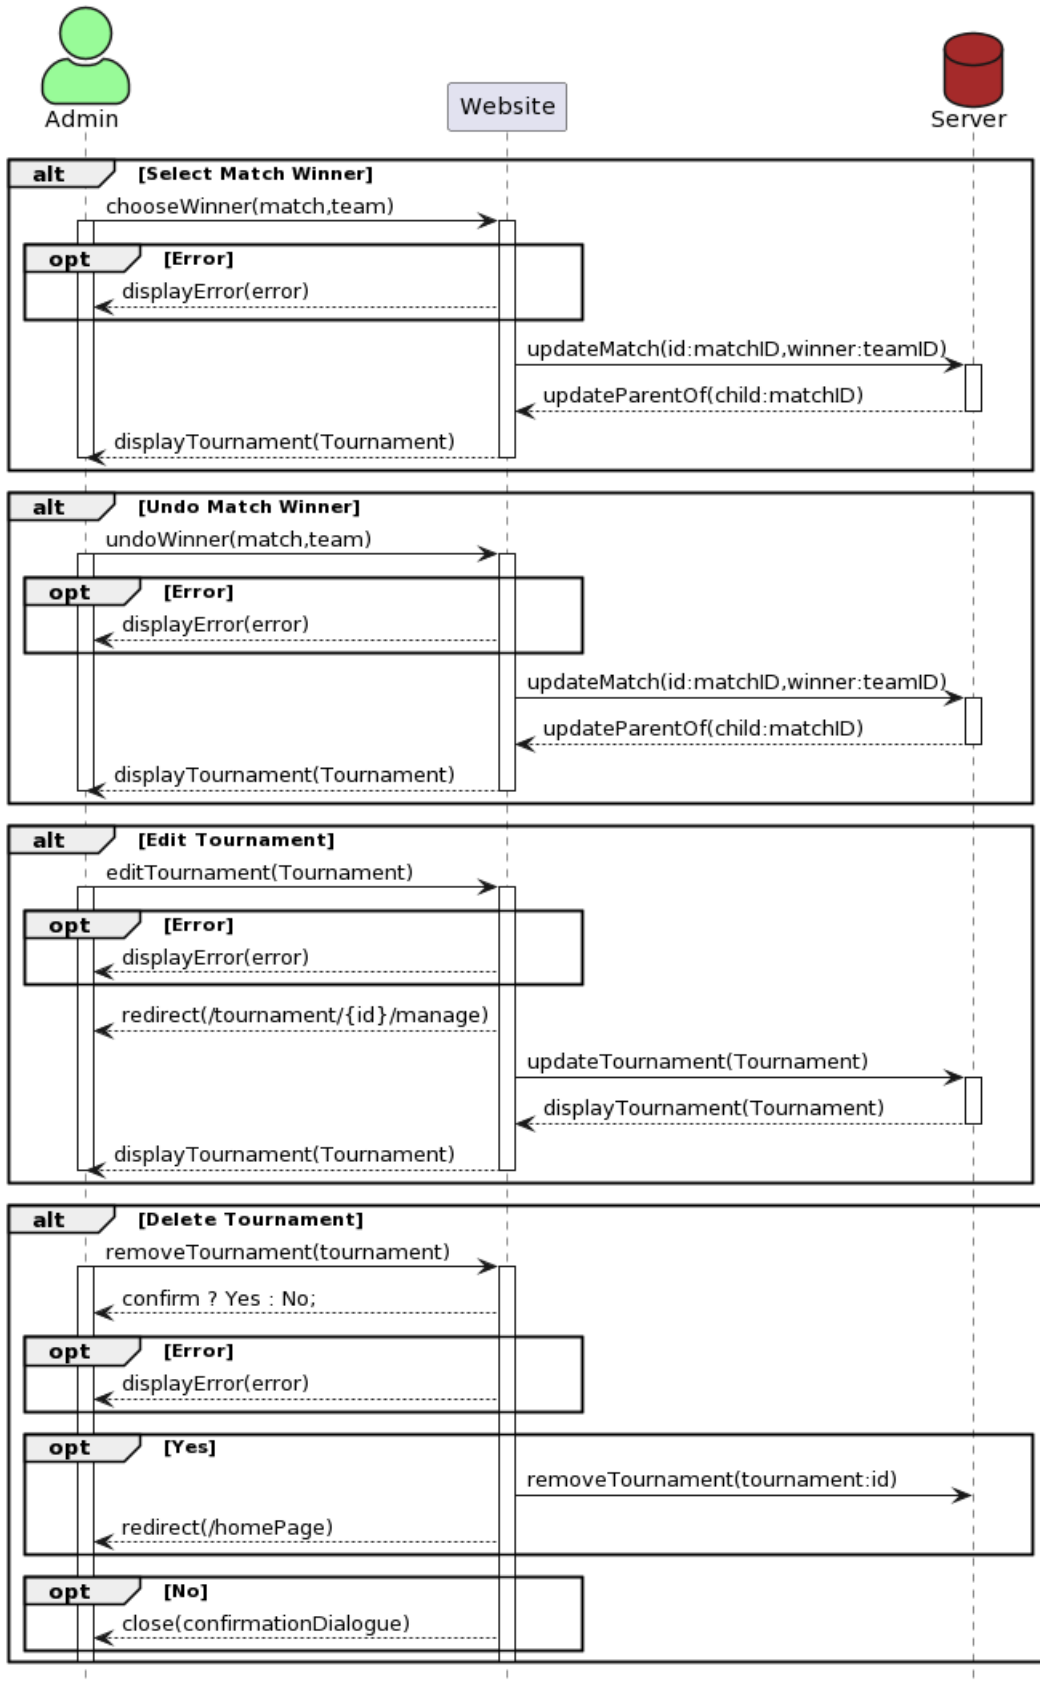 Admin
Website
Server
alt [Select Match Winner]
chooseWinner(match,team)
opt [Error]
displayError(error)
updateMatch(id:matchID,winner:teamID)
updateParentOf(child:matchID)
displayTournament(Tournament)
alt [Undo Match Winner]
undoWinner(match,team)
opt [Error]
displayError(error)
updateMatch(id:matchID,winner:teamID)
updateParentOf(child:matchID)
displayTournament(Tournament)
alt [Edit Tournament]
editTournament(Tournament)
opt [Error]
displayError(error)
redirect(/tournament/{id}/manage)
updateTournament(Tournament)
displayTournament(Tournament)
displayTournament(Tournament)
alt [Delete Tournament]
removeTournament(tournament)
confirm ? Yes : No;
opt [Error]
displayError(error)
opt [Yes]
removeTournament(tournament:id)
redirect(/homePage)
opt [No]
close(confirmationDialogue)